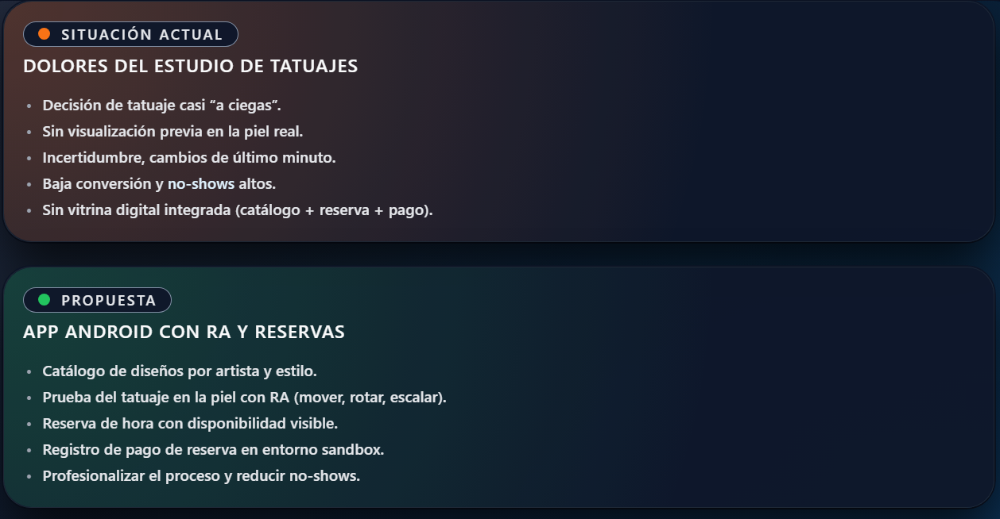 SITUACIÓN ACTUAL
DOLORES DEL ESTUDIO DE TATUAJES
• Decisión de tatuaje casi “a ciegas”.
• Sin visualización previa en la piel real.
• Incertidumbre, cambios de último minuto.
• Baja conversión y no-shows altos.
• Sin vitrina digital integrada (catálogo + reserva + pago).
PROPUESTA
APP ANDROID CON RA Y RESERVAS
• Catálogo de diseños por artista y estilo.
• Prueba del tatuaje en la piel con RA (mover, rotar, escalar).
• Reserva de hora con disponibilidad visible.
• Registro de pago de reserva en entorno sandbox.
• Profesionalizar el proceso y reducir no-shows.